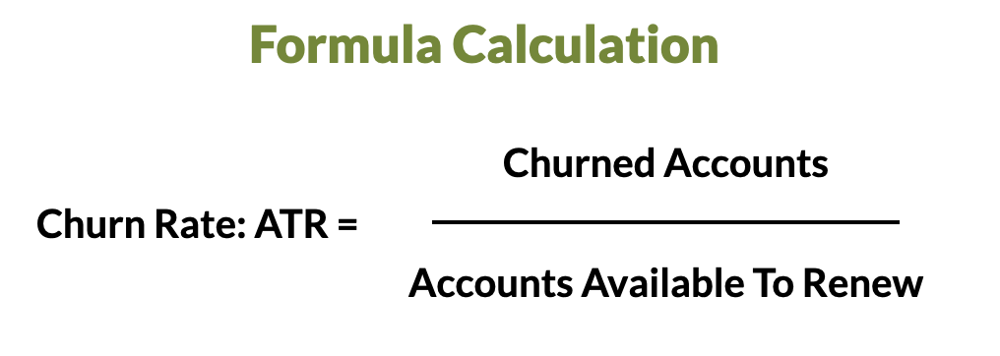 Formula Calculation
Churned Accounts
Churn Rate: ATR =
Accounts Available To Renew